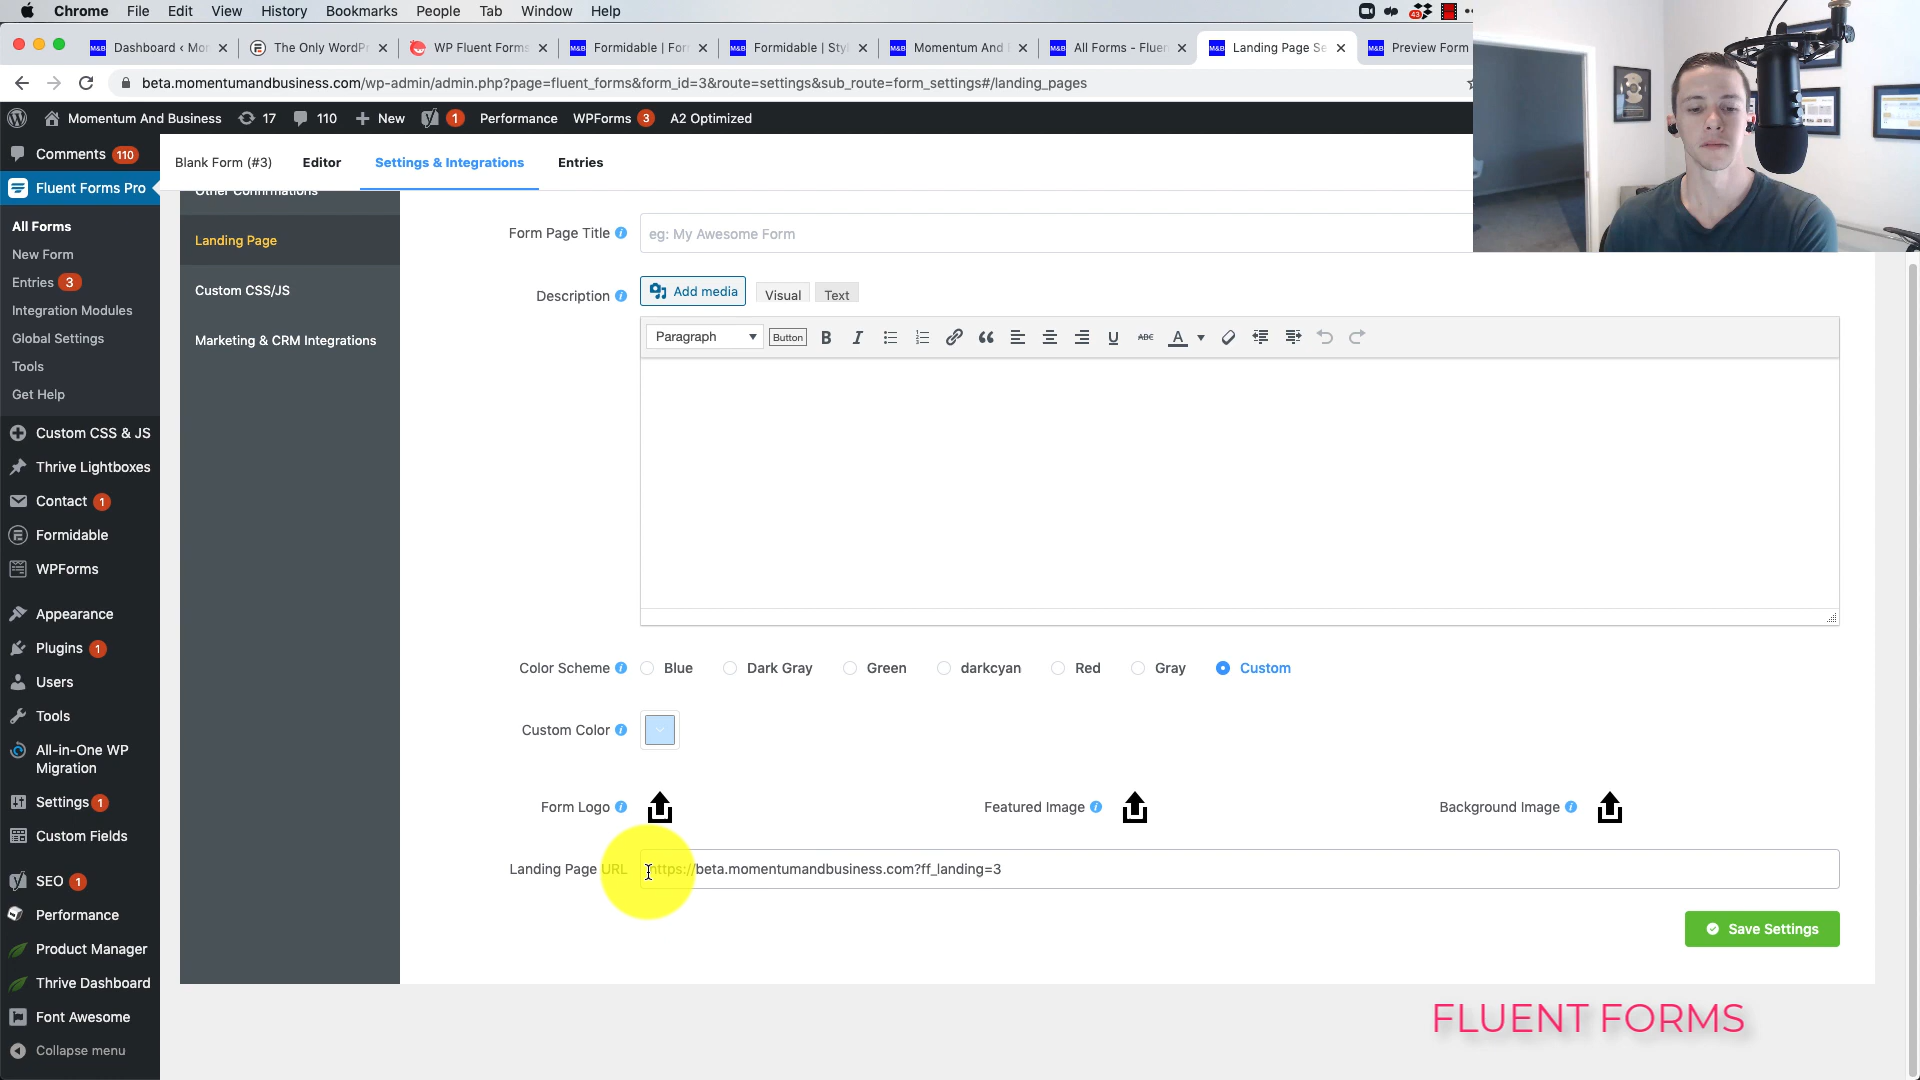 Chrome File Edit View History Bookmarks People Tab Window Help
43
M&B Dashboard ‹ Mo
The Only WordPr
WP Fluent Forms
M&B Formidable | For
M&B Formidable | Sty
M&B Momentum And
M&B All Forms - Fluen
M&B Landing Page Se
M&B Preview Form
beta.momentumandbusiness.com/wp-admin/admin.php?page=fluent_forms&form_id=3&route=settings&sub_route=form_settings#/landing_pages
Momentum And Business 17 110 New 1 Performance WPForms 3 A2 Optimized
Comments 110
Fluent Forms Pro
All Forms
New Form
Entries 3
Integration Modules
Global Settings
Tools
Get Help
Custom CSS & JS
Thrive Lightboxes
Contact 1
Formidable
WPForms
Appearance
Plugins 1
Users
Tools
All-in-One WP
Migration
Settings 1
Custom Fields
SEO 1
Performance
Product Manager
Thrive Dashboard
Font Awesome
Collapse menu
Blank Form (#3) Editor Settings & Integrations Entries
Other Confirmations
Landing Page
Custom CSS/JS
Marketing & CRM Integrations
Form Page Title eg: My Awesome Form
Description Add media Visual Text
Paragraph Button B I U ABC A
Color Scheme Blue Dark Gray Green darkcyan Red Gray Custom
Custom Color
Form Logo Featured Image Background Image
Landing Page URL https://beta.momentumandbusiness.com?ff_landing=3
Save Settings
FLUENT FORMS